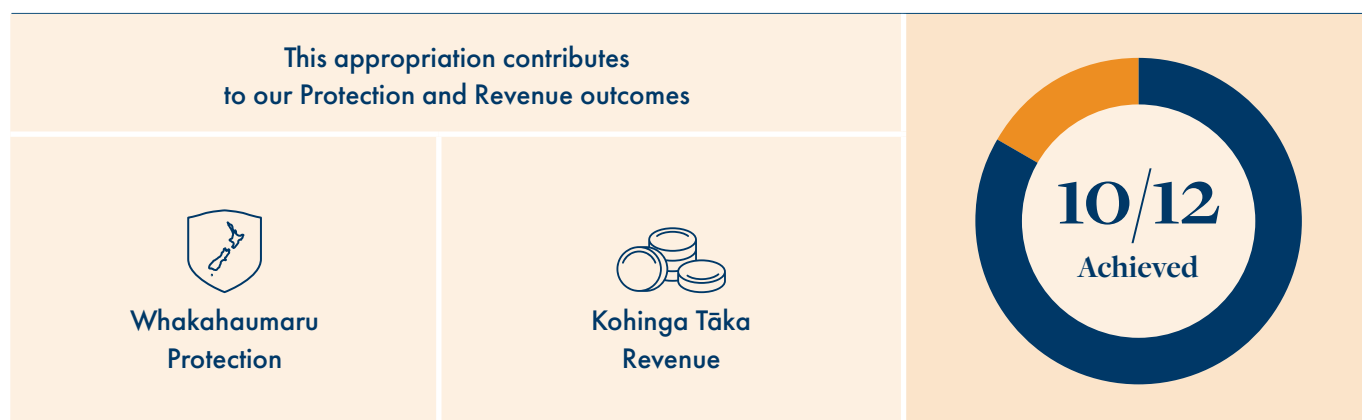 This appropriation contributes
to our Protection and Revenue outcomes
Whakahaumaru
Protection
Kohinga Tāka
Revenue
10/12
Achieved